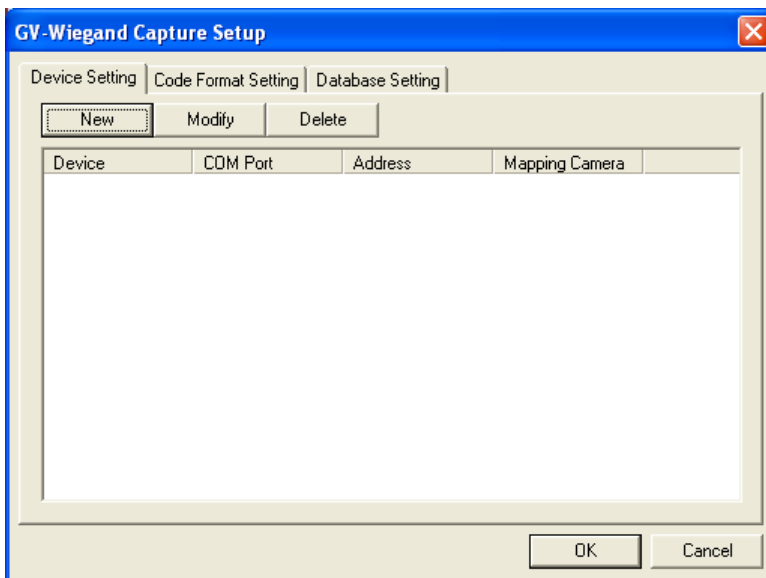 GV-Wiegand Capture Setup
Device Setting Code Format Setting Database Setting
New Modify Delete
Device COM Port Address Mapping Camera
OK Cancel